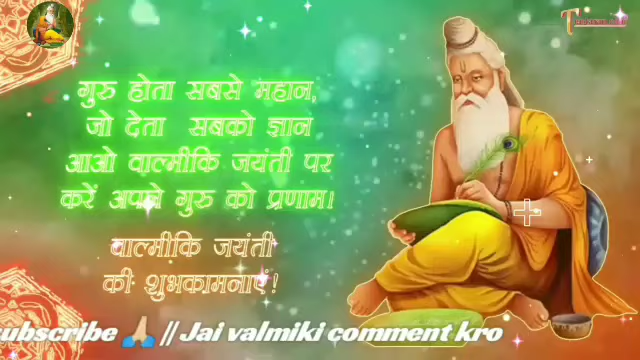 गुरु होता सबसे महान,
जो देता सबको ज्ञान
आओ वाल्मीकि जयंती पर
करें अपने गुरु को प्रणाम।
वाल्मीकि जयंती
की शुभकामनाएं!
ubscribe 🙏🏼 || Jai valmiki comment kro